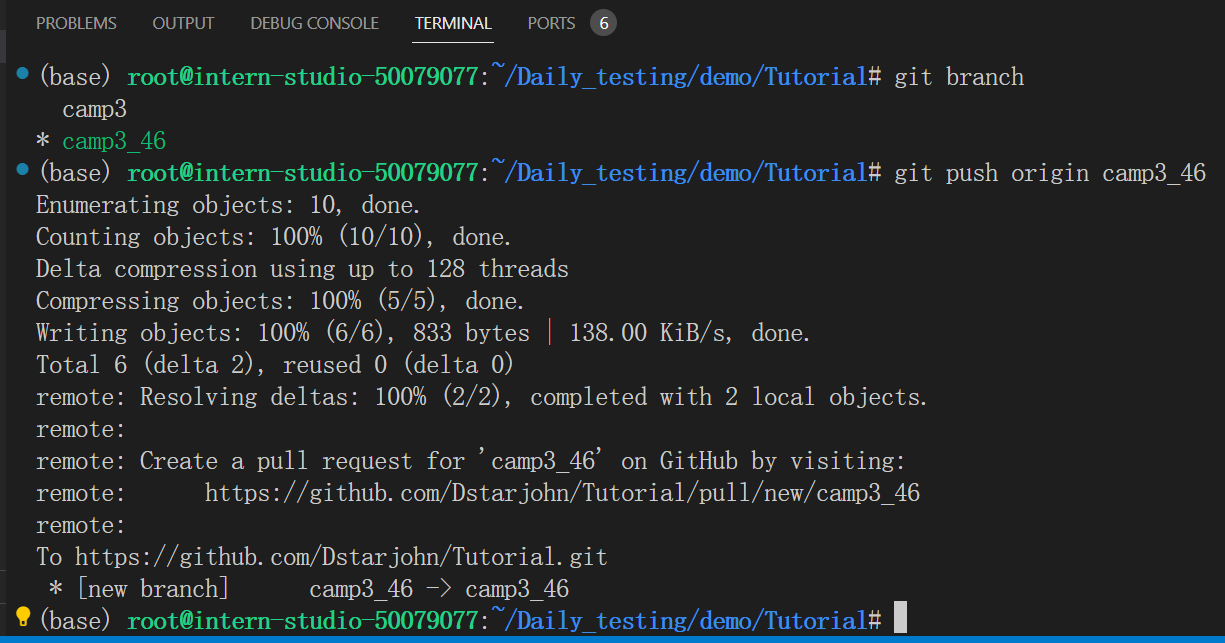 PROBLEMS OUTPUT DEBUG CONSOLE TERMINAL PORTS 6
(base) root@intern-studio-50079077:~/Daily_testing/demo/Tutorial# git branch
  camp3
* camp3_46
(base) root@intern-studio-50079077:~/Daily_testing/demo/Tutorial# git push origin camp3_46
Enumerating objects: 10, done.
Counting objects: 100% (10/10), done.
Delta compression using up to 128 threads
Compressing objects: 100% (5/5), done.
Writing objects: 100% (6/6), 833 bytes | 138.00 KiB/s, done.
Total 6 (delta 2), reused 0 (delta 0)
remote: Resolving deltas: 100% (2/2), completed with 2 local objects.
remote:
remote: Create a pull request for 'camp3_46' on GitHub by visiting:
remote:      https://github.com/Dstarjohn/Tutorial/pull/new/camp3_46
remote:
To https://github.com/Dstarjohn/Tutorial.git
 * [new branch]      camp3_46 -> camp3_46
(base) root@intern-studio-50079077:~/Daily_testing/demo/Tutorial#